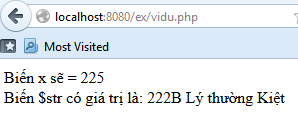 localhost:8080/ex/vidu.php
Most Visited
Biến x sẽ = 225
Biến $str có giá trị là: 222B Lý thường Kiệt